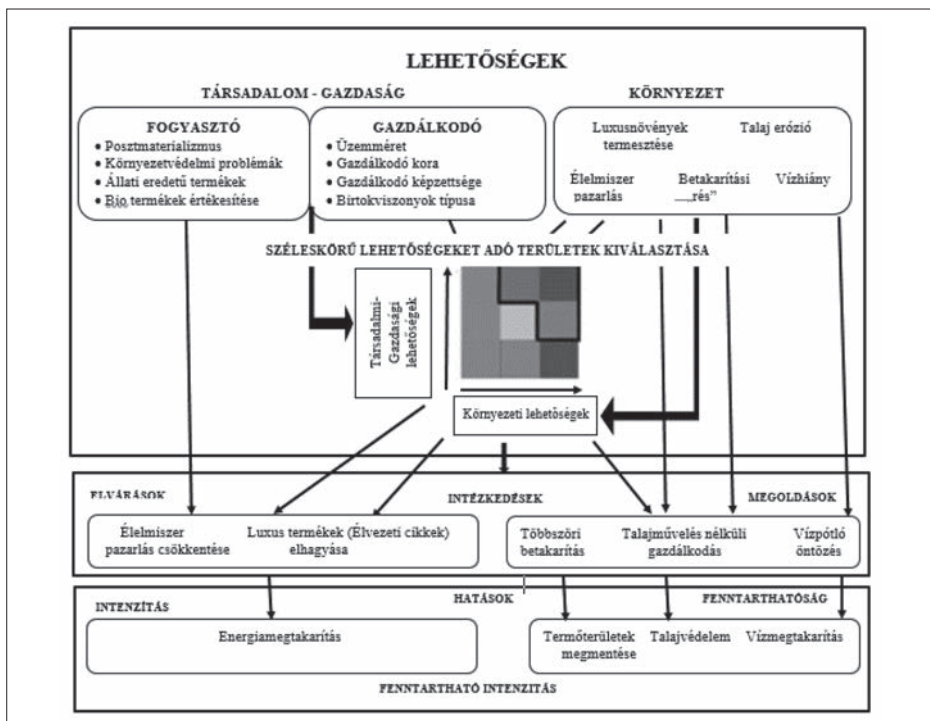 LEHETŐSÉGEK
TÁRSADALOM - GAZDASÁG
KÖRNYEZET
FOGYASZTÓ
• Posztmaterializmus
• Környezetvédelmi problémák
• Állati eredetű termékek
• Bio termékek értékesítése
GAZDÁLKODÓ
• Üzemméret
• Gazdálkodó kora
• Gazdálkodó képzettsége
• Birtokviszonyok típusa
Luxusnövények
termesztése
Talaj erózió
Élelmiszer
pazarlás
Betakarítási
„rés”
Vízhiány
SZÉLESKÖRŰ LEHETŐSÉGEKET ADÓ TERÜLETEK KIVÁLASZTÁSA
Társadalmi-
Gazdasági
lehetőségek
Környezeti lehetőségek
ELVÁRÁSOK
INTÉZKEDÉSEK
MEGOLDÁSOK
Élelmiszer
pazarlás csökkentése
Luxus termékek (Élvezeti cikkek)
elhagyása
Többszöri
betakarítás
Talajművelés nélküli
gazdálkodás
Vízpótló
öntözés
INTENZÍTÁS
HATÁSOK
FENNTARTHATÓSÁG
Energiamegtakarítás
Termőterületek
megmentése
Talajvédelem
Vízmegtakarítás
FENNTARTHATÓ INTENZITÁS